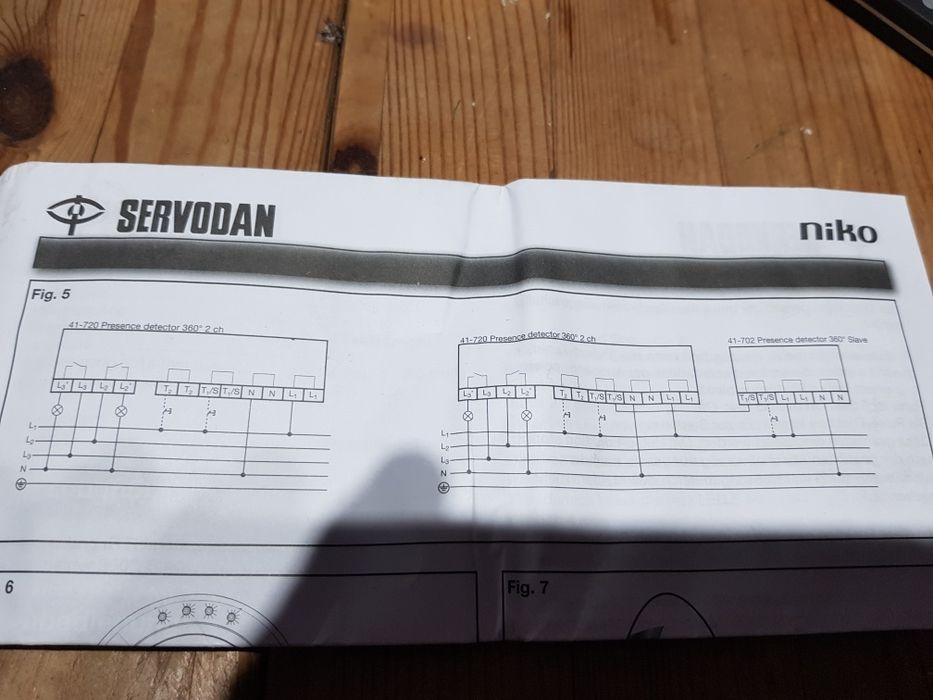 SERVODAN
niko
Fig. 5
41-720 Presence detector 360° 2 ch
L3' L3 L2 L2' T2 T2 T1/S T1/S N N L1 L1
L1
L2
L3
N
41-720 Presence detector 360° 2 ch
L3' L3 L2 L2' T2 T2 T1/S T1/S N N L1 L1
41-702 Presence detector 360° Slave
T1/S T1/S L1 L1 N N
L1
L2
L3
N
6
Fig. 7